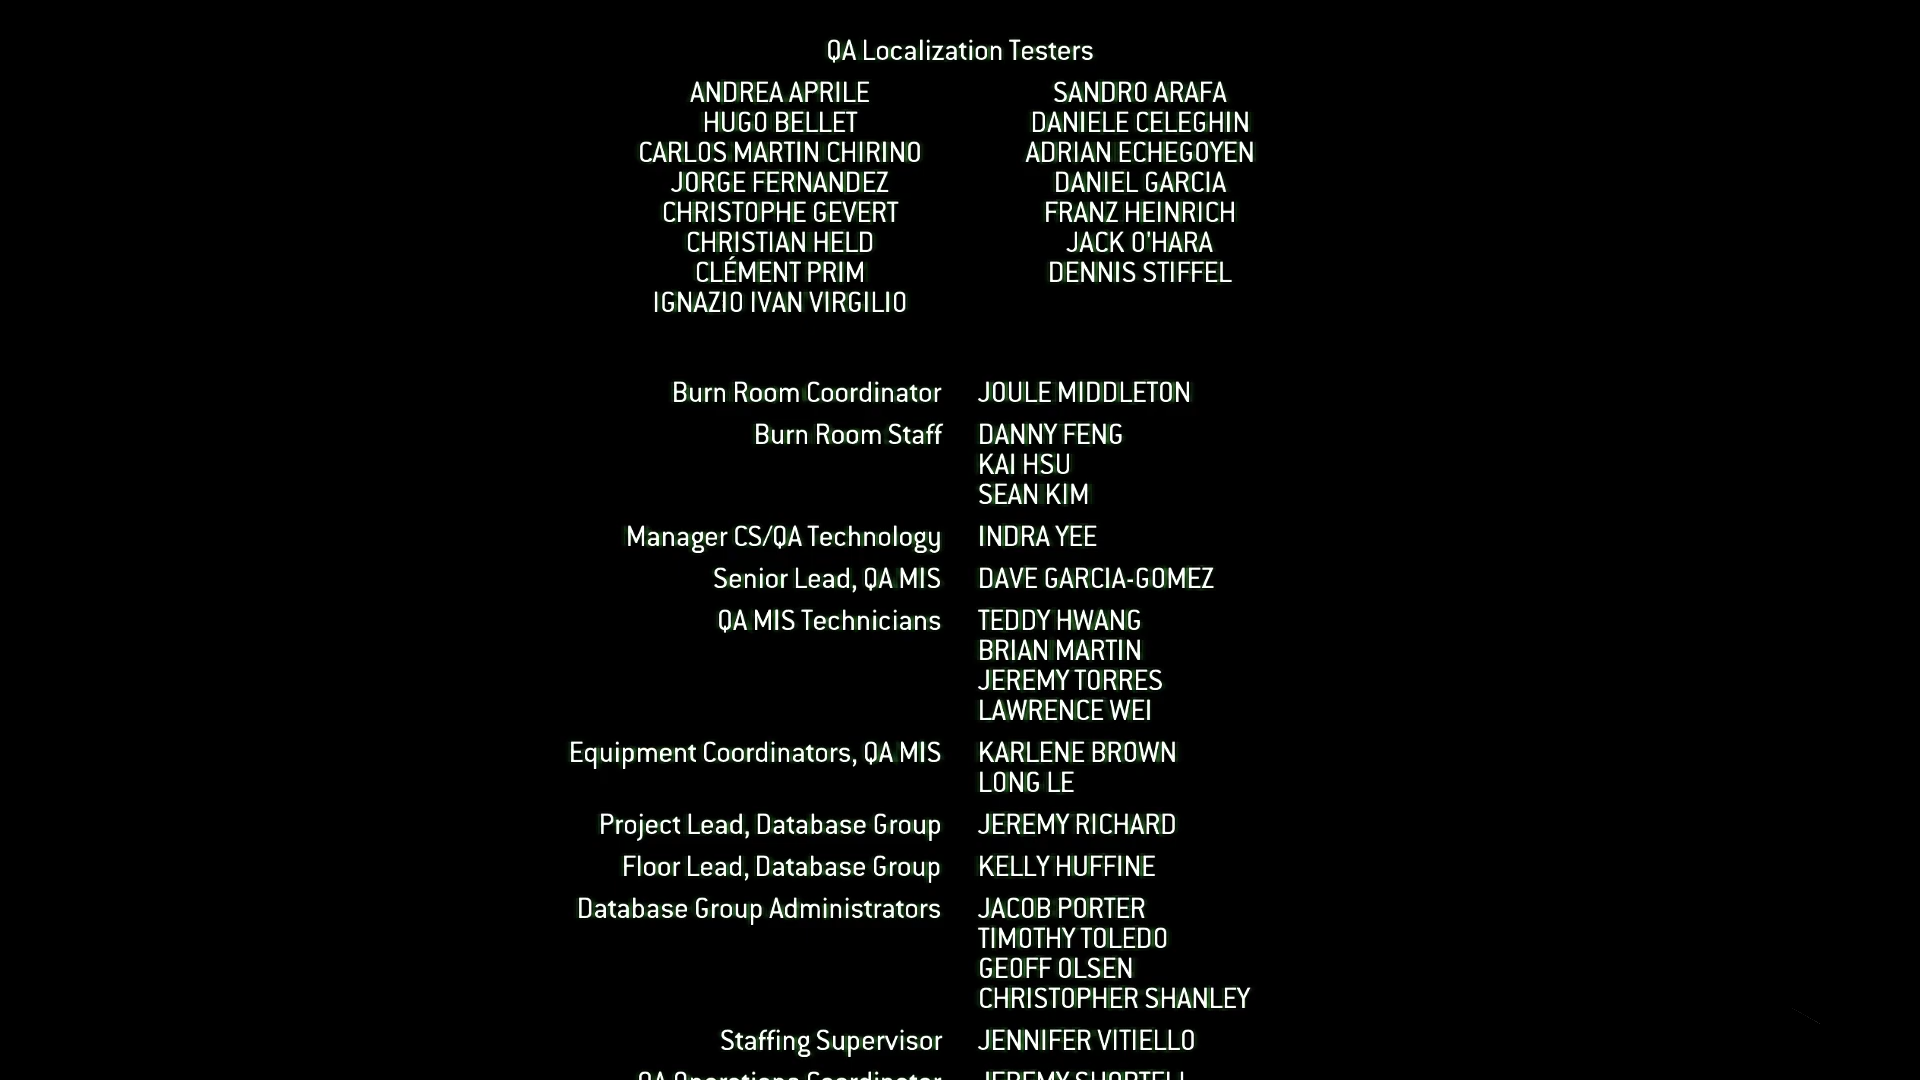 QA Localization Testers
ANDREA APRILE SANDRO ARAFA
HUGO BELLET DANIELE CELEGHIN
CARLOS MARTIN CHIRINO ADRIAN ECHEGOYEN
JORGE FERNANDEZ DANIEL GARCIA
CHRISTOPHE GEVERT FRANZ HEINRICH
CHRISTIAN HELD JACK O'HARA
CLÉMENT PRIM DENNIS STIFFEL
IGNAZIO IVAN VIRGILIO
Burn Room Coordinator JOULE MIDDLETON
Burn Room Staff DANNY FENG
KAI HSU
SEAN KIM
Manager CS/QA Technology INDRA YEE
Senior Lead, QA MIS DAVE GARCIA-GOMEZ
QA MIS Technicians TEDDY HWANG
BRIAN MARTIN
JEREMY TORRES
LAWRENCE WEI
Equipment Coordinators, QA MIS KARLENE BROWN
LONG LE
Project Lead, Database Group JEREMY RICHARD
Floor Lead, Database Group KELLY HUFFINE
Database Group Administrators JACOB PORTER
TIMOTHY TOLEDO
GEOFF OLSEN
CHRISTOPHER SHANLEY
Staffing Supervisor JENNIFER VITIELLO
QA Operations Coordinator JEREMY SHORTELL